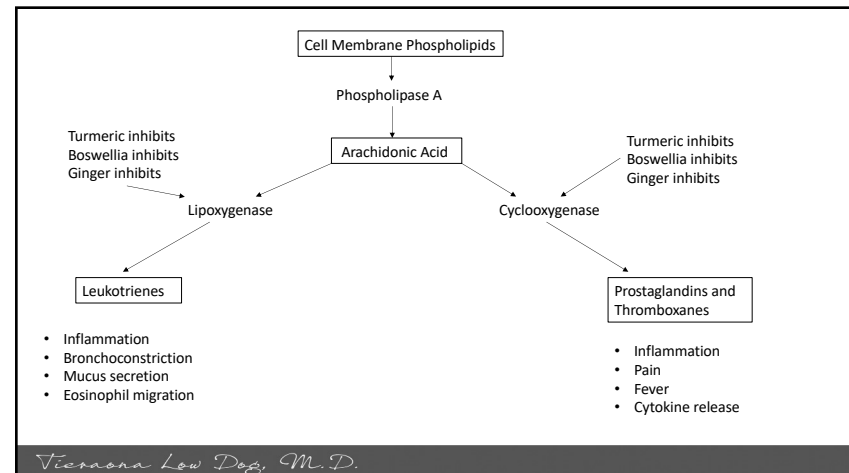 Cell Membrane Phospholipids
Phospholipase A
Arachidonic Acid
Turmeric inhibits
Boswellia inhibits
Ginger inhibits
Turmeric inhibits
Boswellia inhibits
Ginger inhibits
Lipoxygenase
Cyclooxygenase
Leukotrienes
• Inflammation
• Bronchoconstriction
• Mucus secretion
• Eosinophil migration
Prostaglandins and
Thromboxanes
• Inflammation
• Pain
• Fever
• Cytokine release
Tieraona Low Dog, M.D.